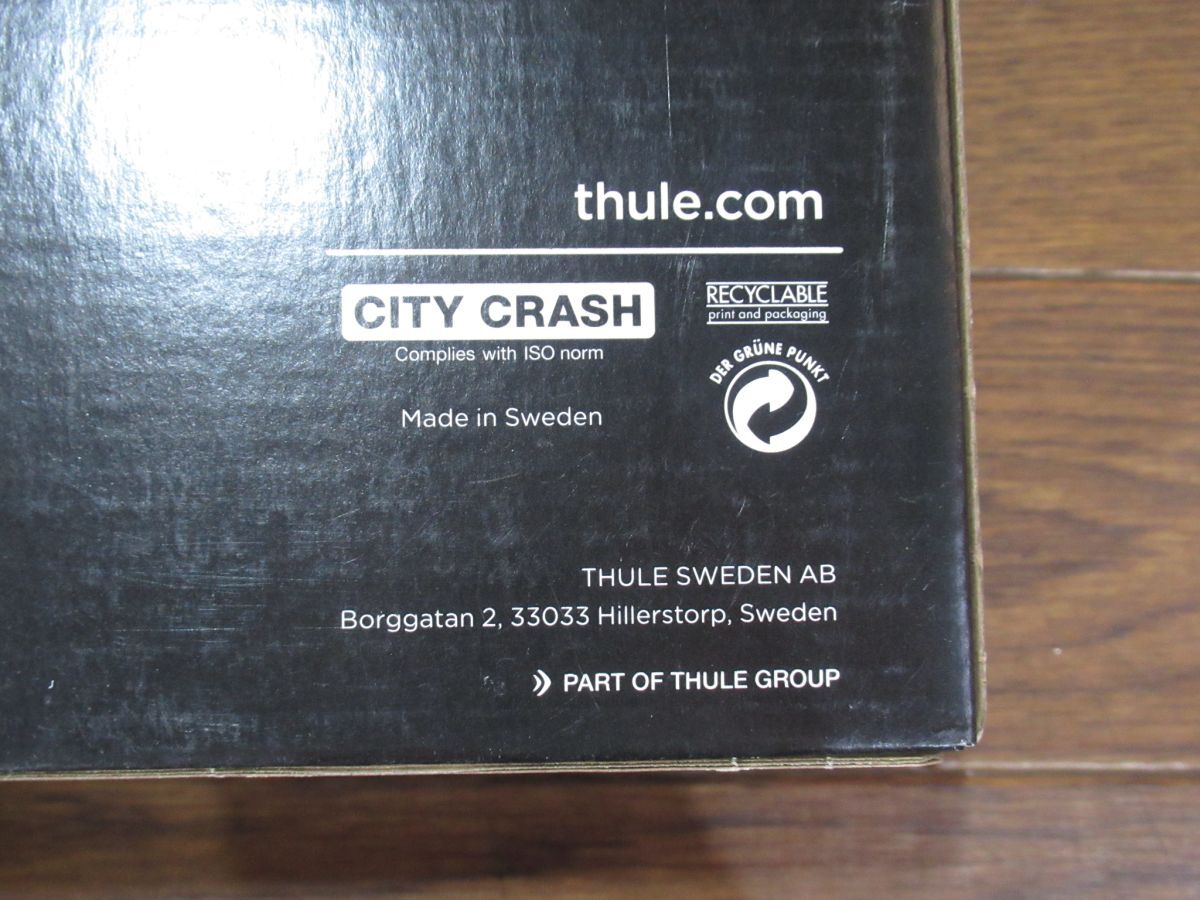 thule.com
CITY CRASH
Complies with ISO norm
Made in Sweden
RECYCLABLE
print and packaging
DER GRÜNE PUNKT
THULE SWEDEN AB
Borggatan 2, 33033 Hillerstorp, Sweden
PART OF THULE GROUP